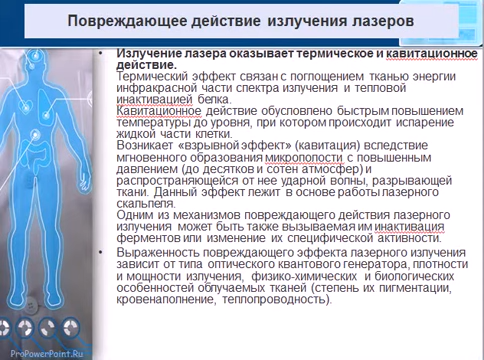 Повреждающее действие излучения лазеров
• Излучение лазера оказывает термическое и кавитационное
действие.
Термический эффект связан с поглощением тканью энергии
инфракрасной части спектра излучения и тепловой
инактивацией белка.
Кавитационное действие обусловлено быстрым повышением
температуры до уровня, при котором происходит испарение
жидкой части клетки.
Возникает «взрывной эффект» (кавитация) вследствие
мгновенного образования микрополости с повышенным
давлением (до десятков и сотен атмосфер) и
распространяющейся от нее ударной волны, разрывающей
ткани. Данный эффект лежит в основе работы лазерного
скальпеля.
Одним из механизмов повреждающего действия лазерного
излучения может быть также вызываемая им инактивация
ферментов или изменение их специфической активности.
• Выраженность повреждающего эффекта лазерного излучения
зависит от типа оптического квантового генератора, плотности
и мощности излучения, физико-химических и биологических
особенностей облучаемых тканей (степень их пигментации,
кровенаполнение, теплопроводность).
ProPowerPoint.Ru